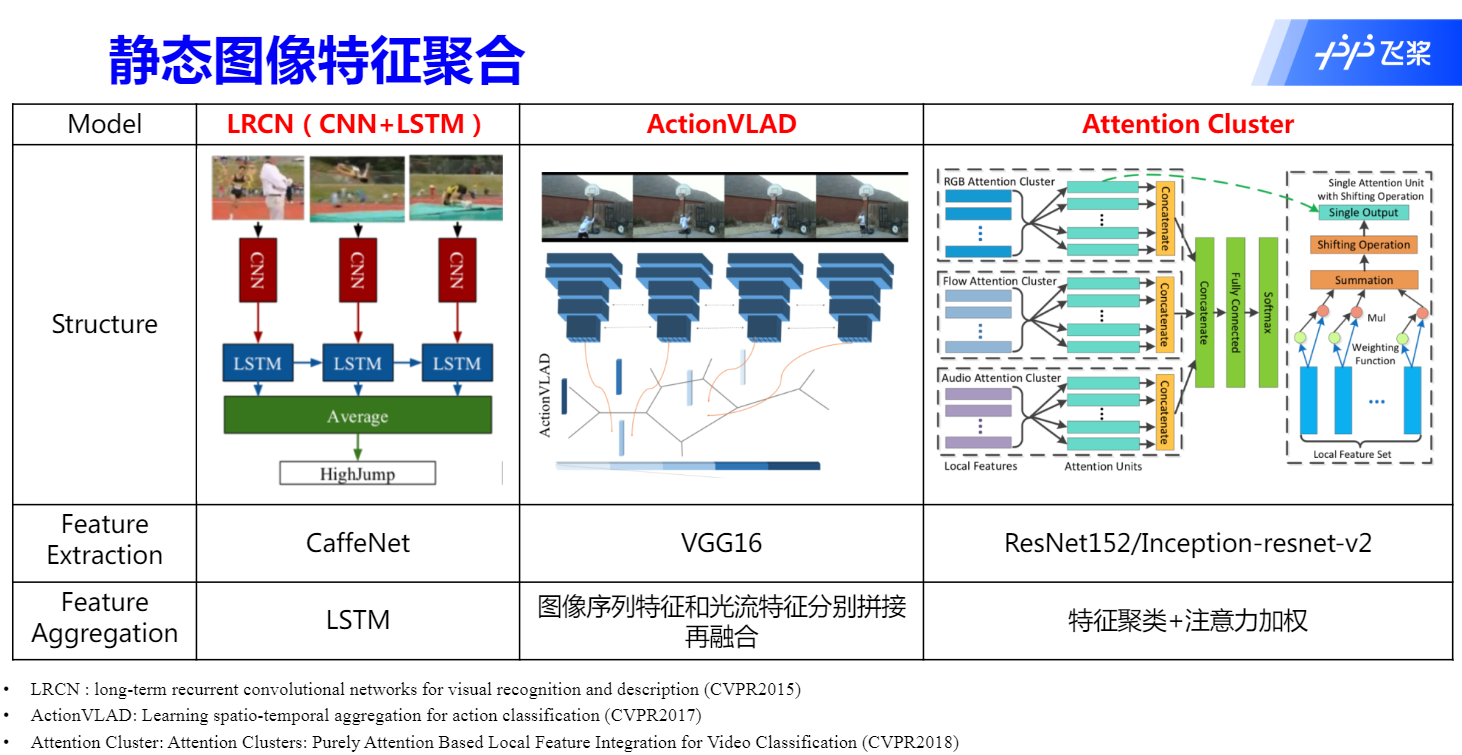 静态图像特征聚合
飞桨
Model
LRCN（CNN+LSTM）
ActionVLAD
Attention Cluster
Structure
CNN
CNN
CNN
LSTM
LSTM
LSTM
Average
HighJump
ActionVLAD
RGB Attention Cluster
Concatenate
Flow Attention Cluster
Concatenate
Audio Attention Cluster
Concatenate
Local Features
Attention Units
Concatenate
Fully Connected
Softmax
Single Attention Unit
with Shifting Operation
Single Output
Shifting Operation
Summation
Mul
Weighting
Function
Local Feature Set
Feature
Extraction
CaffeNet
VGG16
ResNet152/Inception-resnet-v2
Feature
Aggregation
LSTM
图像序列特征和光流特征分别拼接
再融合
特征聚类+注意力加权
• LRCN : long-term recurrent convolutional networks for visual recognition and description (CVPR2015)
• ActionVLAD: Learning spatio-temporal aggregation for action classification (CVPR2017)
• Attention Cluster: Attention Clusters: Purely Attention Based Local Feature Integration for Video Classification (CVPR2018)